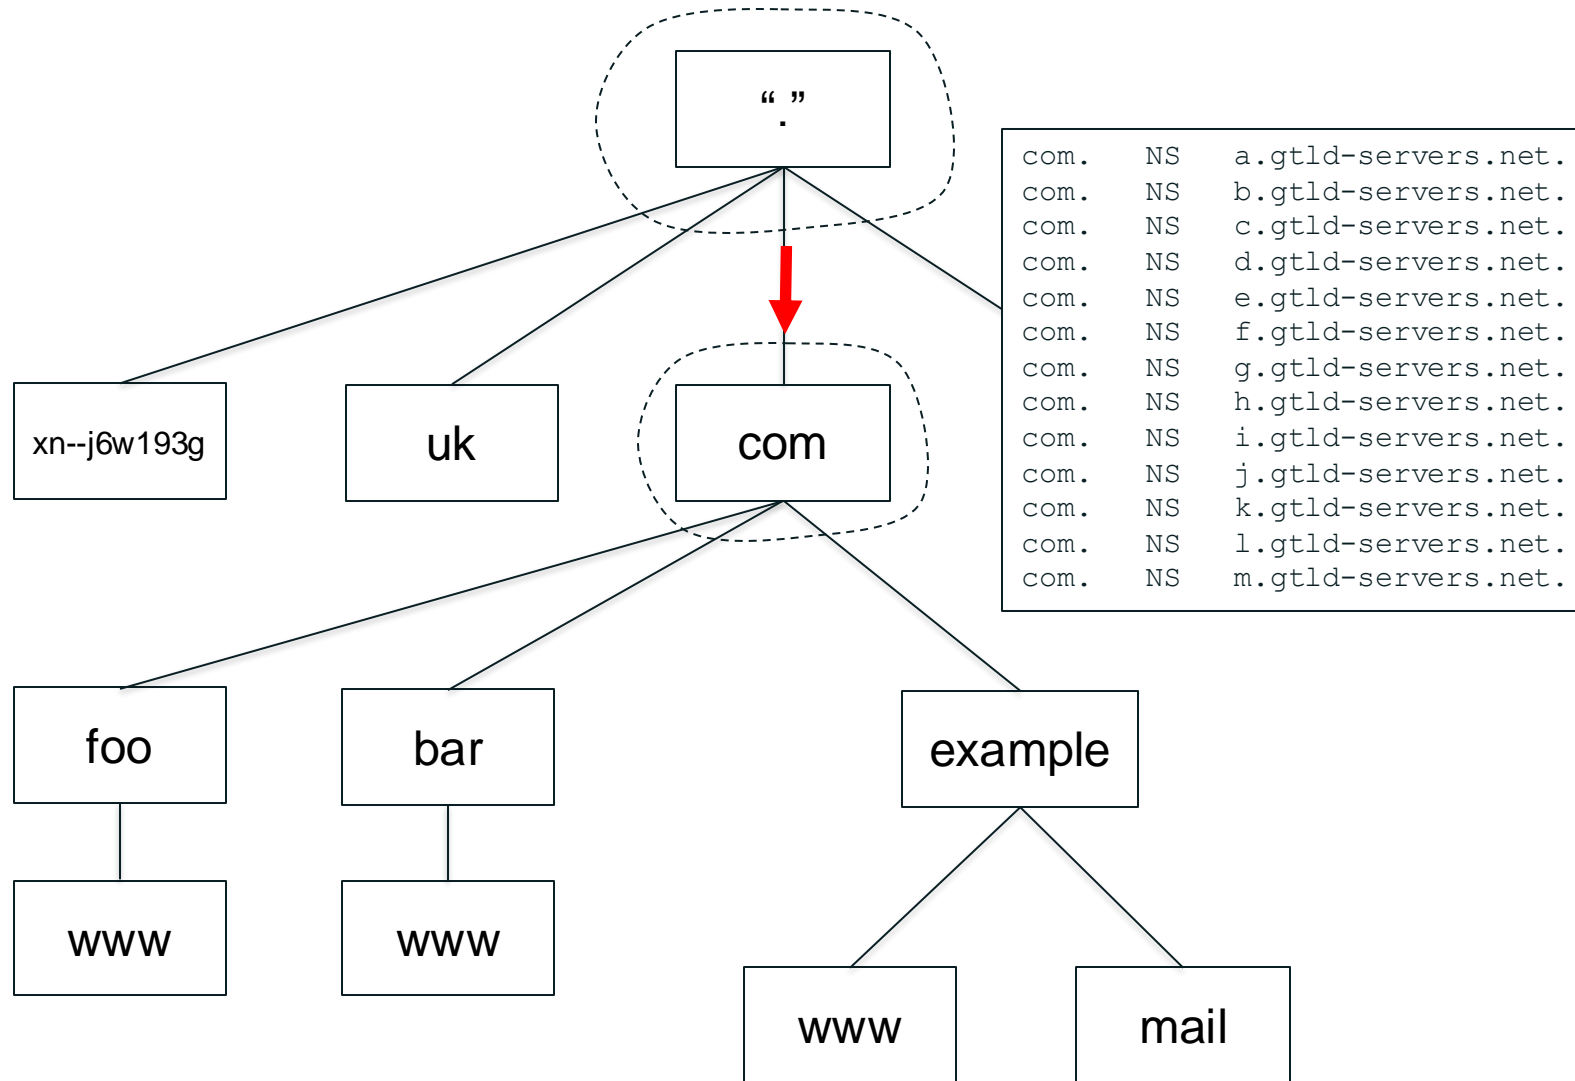 “.”
com. NS a.gtld-servers.net.
com. NS b.gtld-servers.net.
com. NS c.gtld-servers.net.
com. NS d.gtld-servers.net.
com. NS e.gtld-servers.net.
com. NS f.gtld-servers.net.
com. NS g.gtld-servers.net.
com. NS h.gtld-servers.net.
com. NS i.gtld-servers.net.
com. NS j.gtld-servers.net.
com. NS k.gtld-servers.net.
com. NS l.gtld-servers.net.
com. NS m.gtld-servers.net.
xn--j6w193g
uk
com
foo
bar
example
www
www
www
mail